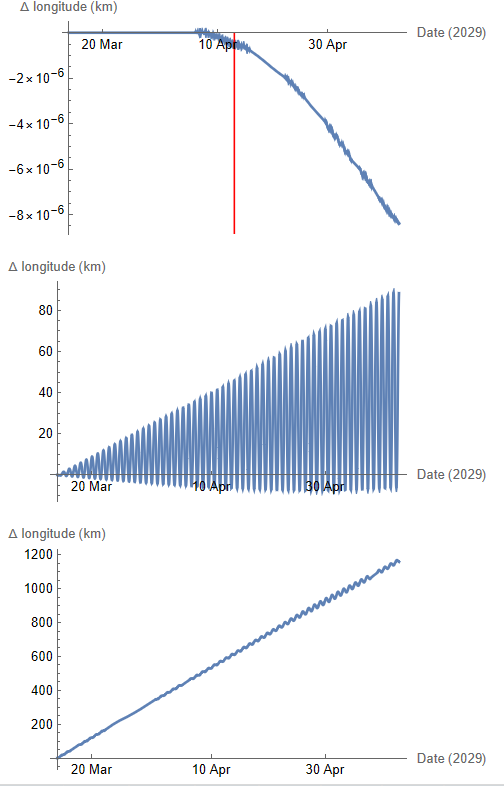 Δ longitude (km)
Date (2029)
20 Mar 10 Apr 30 Apr
−2×10⁻⁶
−4×10⁻⁶
−6×10⁻⁶
−8×10⁻⁶
Δ longitude (km)
80
60
40
20
Date (2029)
20 Mar 10 Apr 30 Apr
Δ longitude (km)
1200
1000
800
600
400
200
Date (2029)
20 Mar 10 Apr 30 Apr